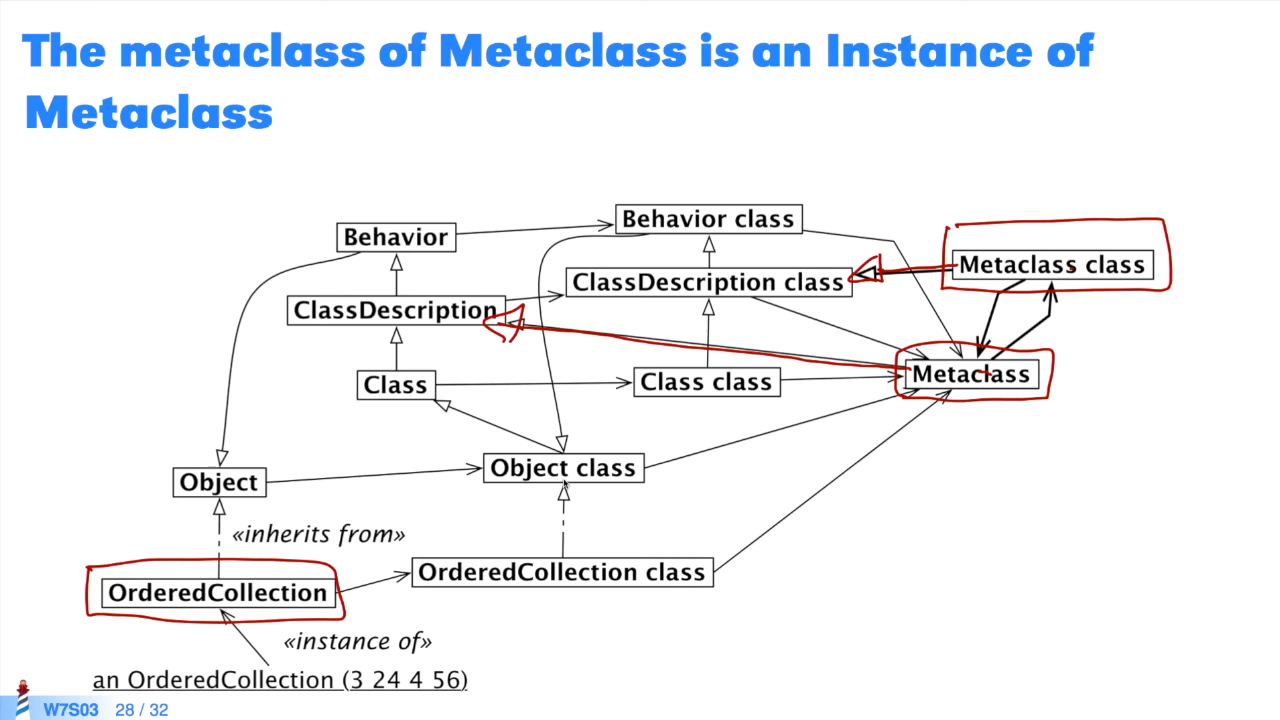 The metaclass of Metaclass is an Instance of
Metaclass
Behavior class
Behavior
Metaclass class
ClassDescription class
ClassDescription
Metaclass
Class class
Class
Object class
Object
«inherits from»
OrderedCollection class
OrderedCollection
«instance of»
an OrderedCollection (3 24 4 56)
W7S03 28 / 32